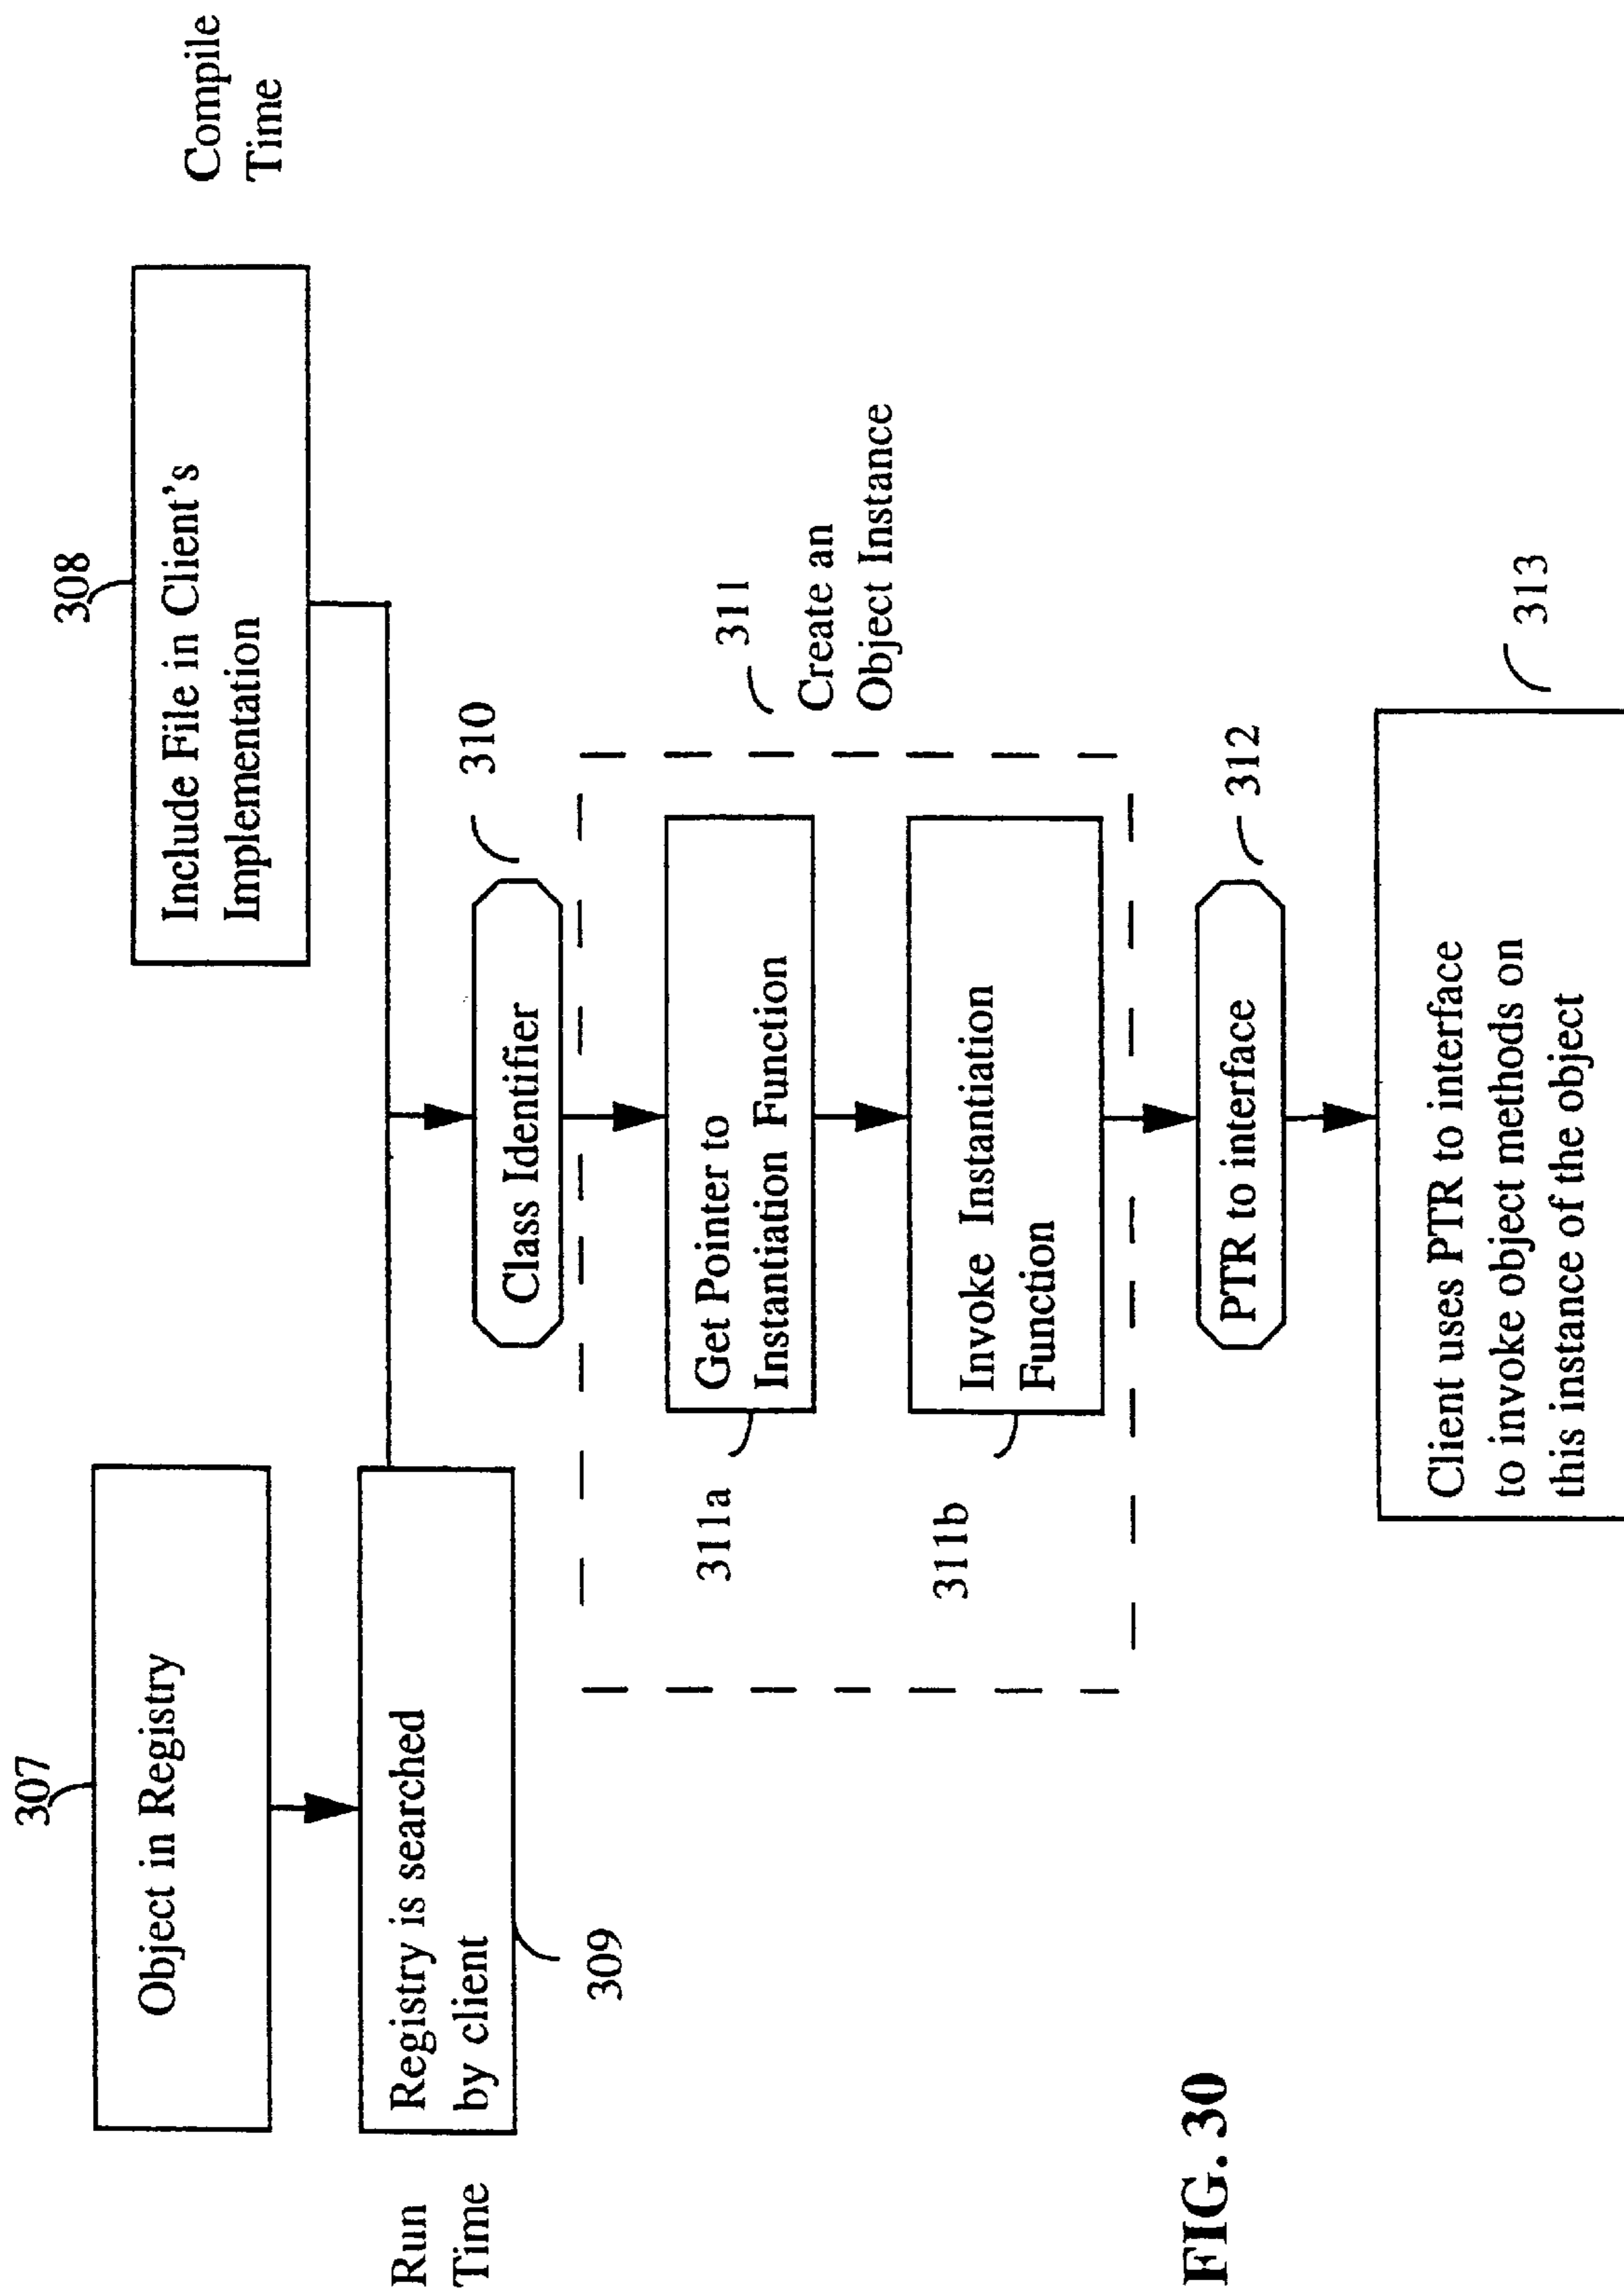 307
Object in Registry
308
Include File in Client's
Implementation
Compile
Time
Run
Time
Registry is searched
by client
309
310
Class Identifier
311
Create an
Object Instance
311a
Get Pointer to
Instantiation Function
311b
Invoke Instantiation
Function
312
PTR to interface
313
Client uses PTR to interface
to invoke object methods on
this instance of the object
FIG. 30